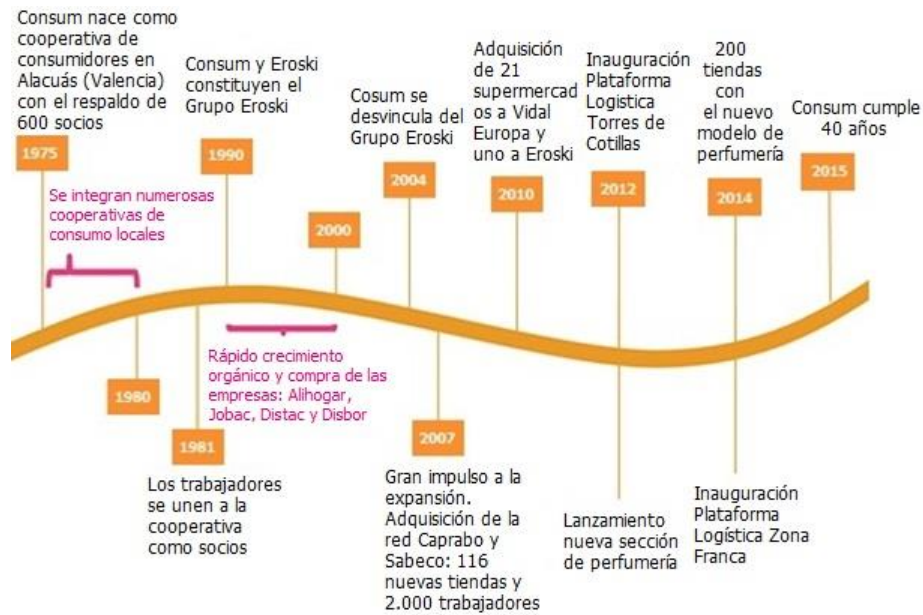 Consum nace como
cooperativa de
consumidores en
Alacuás (Valencia)
con el respaldo de
600 socios
1975
Se integran numerosas
cooperativas de
consumo locales
1980
1981
Los trabajadores
se unen a la
cooperativa
como socios
Consum y Eroski
constituyen el
Grupo Eroski
1990
Rápido crecimiento
orgánico y compra de las
empresas: Alihogar,
Jobac, Distac y Disbor
2000
Cosum se
desvincula del
Grupo Eroski
2004
2007
Gran impulso a la
expansión.
Adquisición de la
red Caprabo y
Sabeco: 116
nuevas tiendas y
2.000 trabajadores
Adquisición
de 21
supermercad
os a Vidal
Europa y
uno a Eroski
2010
Inauguración
Plataforma
Logistica
Torres de
Cotillas
2012
Lanzamiento
nueva sección
de perfumería
200
tiendas
con
el nuevo
modelo de
perfumería
2014
Inauguración
Plataforma
Logística Zona
Franca
Consum cumple
40 años
2015